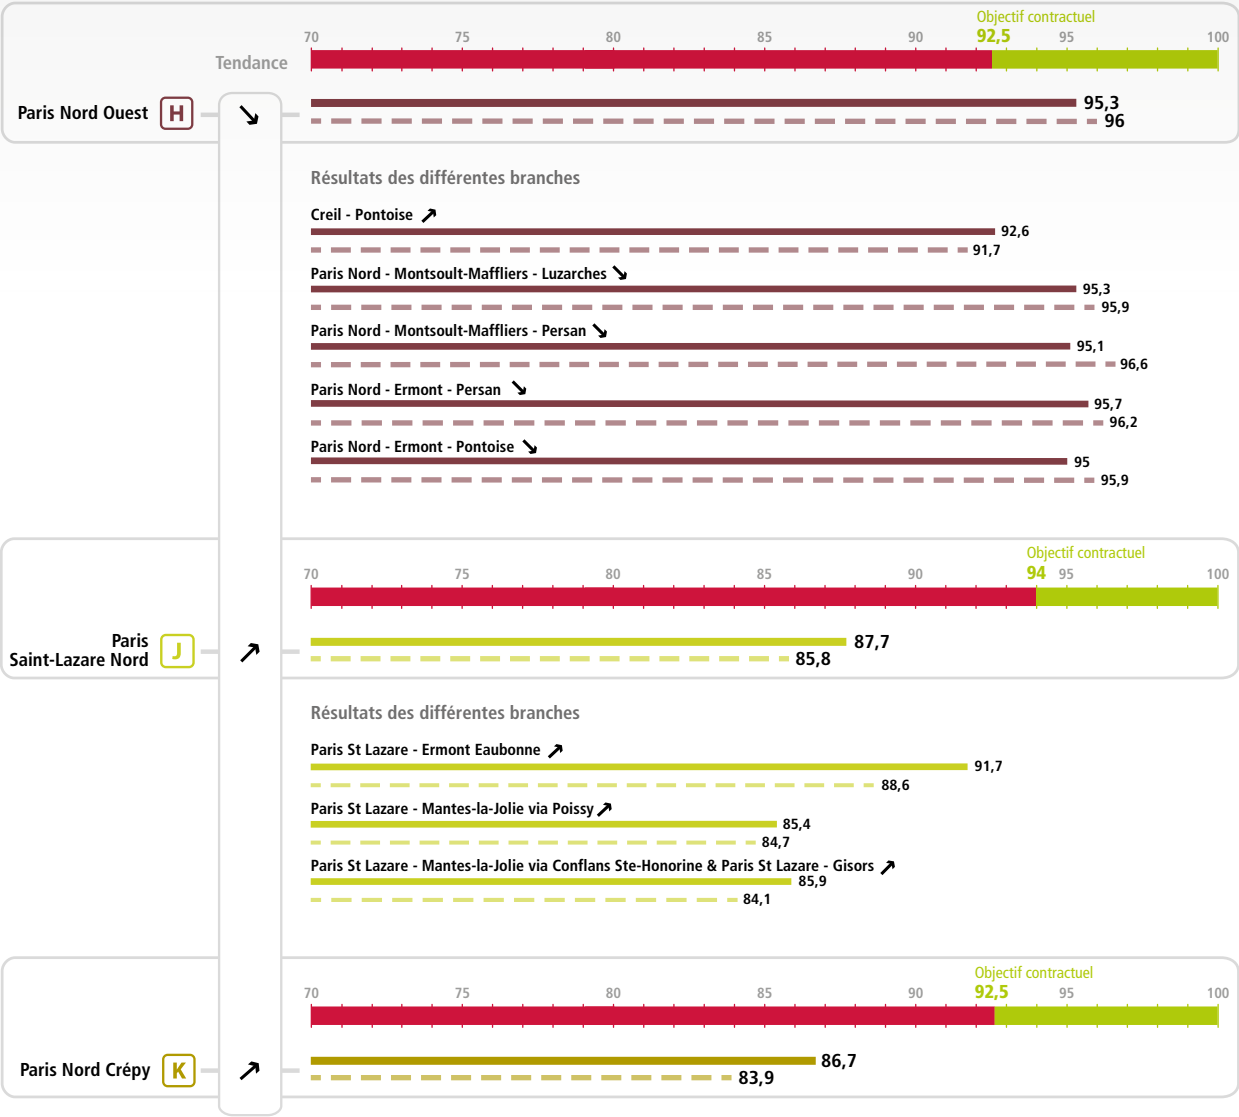 Objectif contractuel
70 75 80 85 90 92,5 95 100
Tendance
Paris Nord Ouest H
95,3
96
Résultats des différentes branches
Creil - Pontoise
92,6
91,7
Paris Nord - Montsoult-Maffliers - Luzarches
95,3
95,9
Paris Nord - Montsoult-Maffliers - Persan
95,1
96,6
Paris Nord - Ermont - Persan
95,7
96,2
Paris Nord - Ermont - Pontoise
95
95,9
Objectif contractuel
70 75 80 85 90 94 95 100
Paris
Saint-Lazare Nord J
87,7
85,8
Résultats des différentes branches
Paris St Lazare - Ermont Eaubonne
91,7
88,6
Paris St Lazare - Mantes-la-Jolie via Poissy
85,4
84,7
Paris St Lazare - Mantes-la-Jolie via Conflans Ste-Honorine & Paris St Lazare - Gisors
85,9
84,1
Objectif contractuel
70 75 80 85 90 92,5 95 100
Paris Nord Crépy K
86,7
83,9